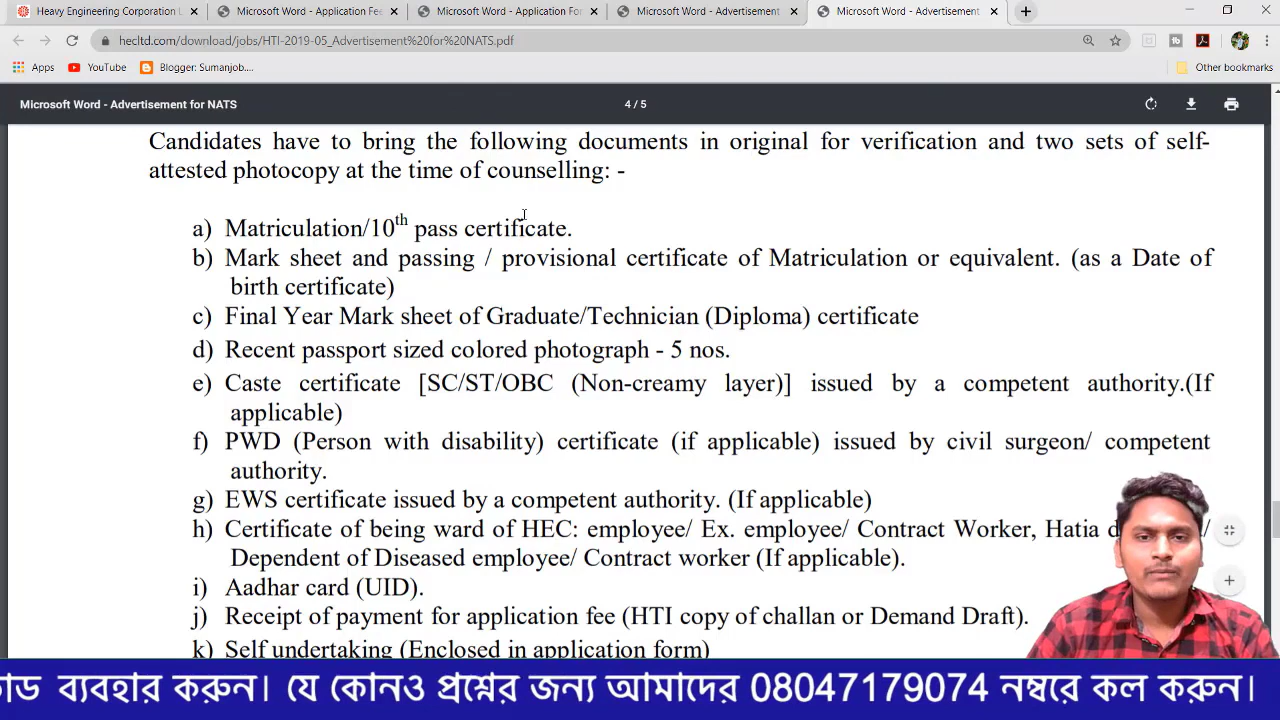 Heavy Engineering Corporation L
Microsoft Word - Application Fe
Microsoft Word - Application Fo
Microsoft Word - Advertisement
Microsoft Word - Advertisement
hecltd.com/download/jobs/HTI-2019-05_Advertisement%20for%20NATS.pdf
Apps
YouTube
Blogger: Sumanjob....
Other bookmarks
Microsoft Word - Advertisement for NATS
4 / 5
Candidates have to bring the following documents in original for verification and two sets of self-
attested photocopy at the time of counselling: -
a) Matriculation/10th pass certificate.
b) Mark sheet and passing / provisional certificate of Matriculation or equivalent. (as a Date of
birth certificate)
c) Final Year Mark sheet of Graduate/Technician (Diploma) certificate
d) Recent passport sized colored photograph - 5 nos.
e) Caste certificate [SC/ST/OBC (Non-creamy layer)] issued by a competent authority.(If
applicable)
f) PWD (Person with disability) certificate (if applicable) issued by civil surgeon/ competent
authority.
g) EWS certificate issued by a competent authority. (If applicable)
h) Certificate of being ward of HEC: employee/ Ex. employee/ Contract Worker, Hatia d /
Dependent of Diseased employee/ Contract worker (If applicable).
i) Aadhar card (UID).
j) Receipt of payment for application fee (HTI copy of challan or Demand Draft).
k) Self undertaking (Enclosed in application form)
ব্যবহার করুন। যে কোনও প্রশ্নের জন্য আমাদের 08047179074 নম্বরে কল করুন।